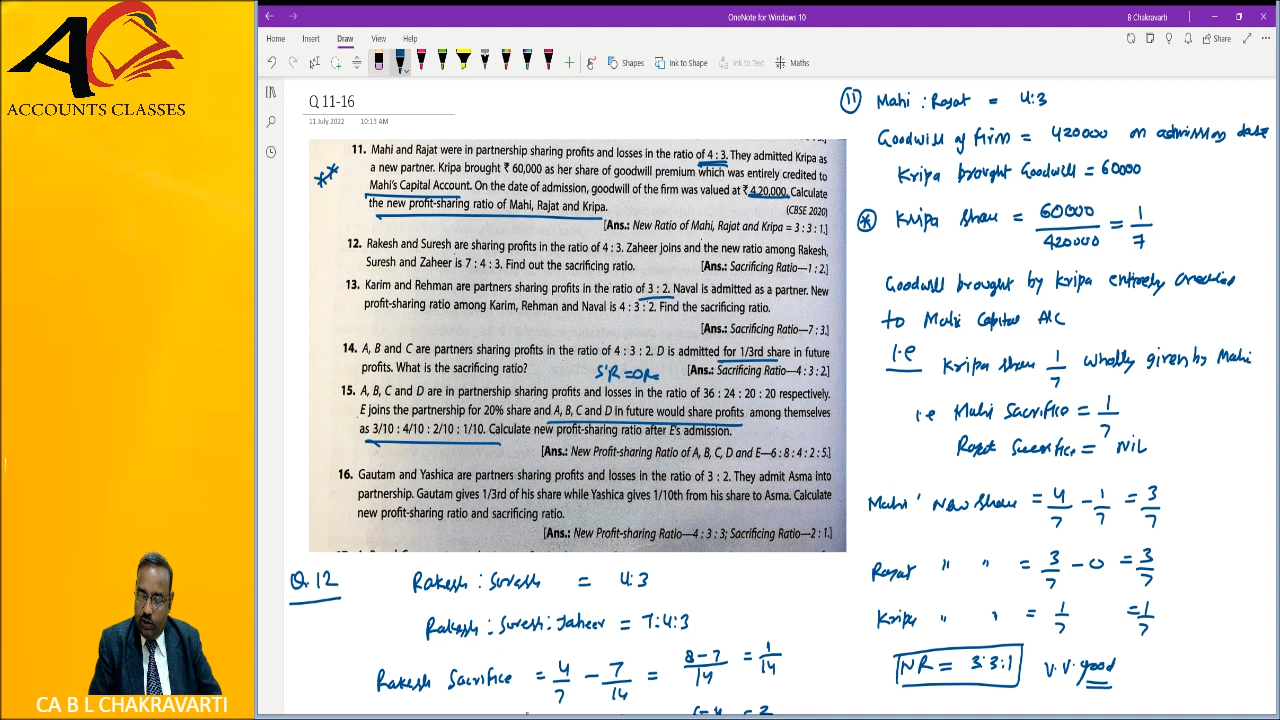 AC
ACCOUNTS CLASSES
CA B L CHAKRAVARTI
OneNote for Windows 10
B Chakravarti
Home Insert Draw View Help
Share
Shapes Ink to Shape Ink to Text Maths
Q 11-16
11 July 2022 10:13 AM
11. Mahi and Rajat were in partnership sharing profits and losses in the ratio of 4 : 3. They admitted Kripa as
a new partner. Kripa brought ₹ 60,000 as her share of goodwill premium which was entirely credited to
Mahi's Capital Account. On the date of admission, goodwill of the firm was valued at ₹ 4,20,000. Calculate
the new profit-sharing ratio of Mahi, Rajat and Kripa. (CBSE 2020)
[Ans.: New Ratio of Mahi, Rajat and Kripa = 3 : 3 : 1.]
12. Rakesh and Suresh are sharing profits in the ratio of 4 : 3. Zaheer joins and the new ratio among Rakesh,
Suresh and Zaheer is 7 : 4 : 3. Find out the sacrificing ratio. [Ans.: Sacrificing Ratio—1 : 2.]
13. Karim and Rehman are partners sharing profits in the ratio of 3 : 2. Naval is admitted as a partner. New
profit-sharing ratio among Karim, Rehman and Naval is 4 : 3 : 2. Find the sacrificing ratio.
[Ans.: Sacrificing Ratio—7 : 3.]
14. A, B and C are partners sharing profits in the ratio of 4 : 3 : 2. D is admitted for 1/3rd share in future
profits. What is the sacrificing ratio? [Ans.: Sacrificing Ratio—4 : 3 : 2.]
S'R = OR
15. A, B, C and D are in partnership sharing profits and losses in the ratio of 36 : 24 : 20 : 20 respectively.
E joins the partnership for 20% share and A, B, C and D in future would share profits among themselves
as 3/10 : 4/10 : 2/10 : 1/10. Calculate new profit-sharing ratio after E's admission.
[Ans.: New Profit-sharing Ratio of A, B, C, D and E—6 : 8 : 4 : 2 : 5.]
16. Gautam and Yashica are partners sharing profits and losses in the ratio of 3 : 2. They admit Asma into
partnership. Gautam gives 1/3rd of his share while Yashica gives 1/10th from his share to Asma. Calculate
new profit-sharing ratio and sacrificing ratio.
[Ans.: New Profit-sharing Ratio—4 : 3 : 3; Sacrificing Ratio—2 : 1.]
Q.12 Rakesh : Suresh = 4:3
Rakesh : Suresh : Jaheer = 7:4:3
Rakesh Sacrifice = 4/7 - 7/14 = 8-7/14 = 1/14
11 Mahi : Rajat = 4:3
Goodwill of firm = 420000 on admission date
Kripa brought Goodwill = 60000
* Kripa share = 60000/420000 = 1/7
Goodwill brought by Kripa entirely credited
to Mahi Capital A/C
i.e Kripa share 1/7 wholly given by Mahi
i.e Mahi Sacrifice = 1/7
Rajat Sacrifice = NIL
Mahi' New Share = 4/7 - 1/7 = 3/7
Rajat " " = 3/7 - 0 = 3/7
Kripa " " = 1/7 = 1/7
NR = 3:3:1 V.V. good